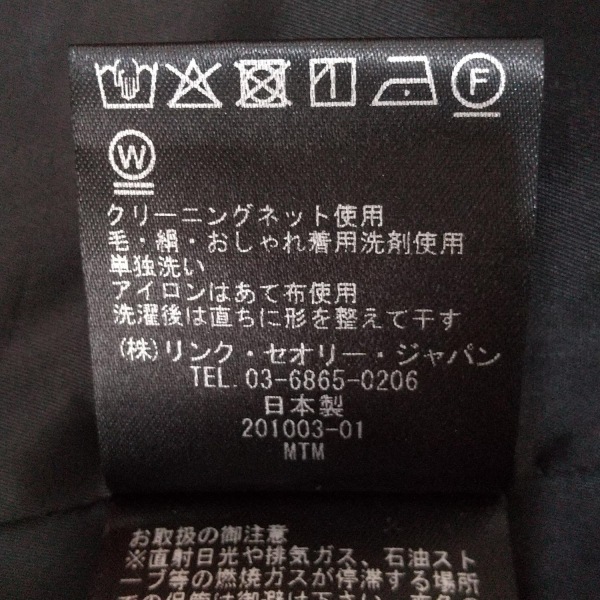 F
W
クリーニングネット使用
毛・絹・おしゃれ着用洗剤使用
単独洗い
アイロンはあて布使用
洗濯後は直ちに形を整えて干す
(株)リンク・セオリー・ジャパン
TEL. 03-6865-0206
日本製
201003-01
MTM
お取扱の御注意
※直射日光や排気ガス、石油スト
ーブ等の燃焼ガスが停滞する場所